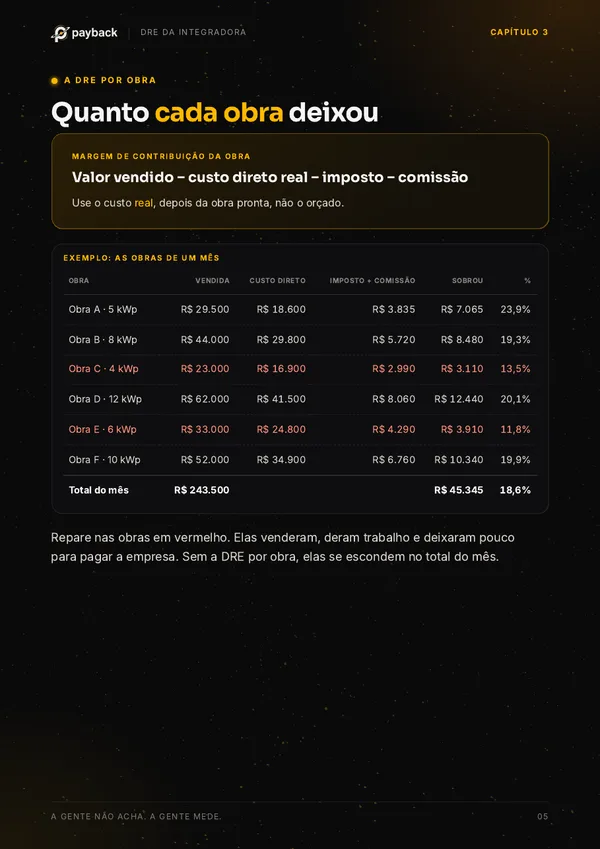 payback | DRE DA INTEGRADORA CAPÍTULO 3
A DRE POR OBRA
Quanto cada obra deixou
MARGEM DE CONTRIBUIÇÃO DA OBRA
Valor vendido – custo direto real – imposto – comissão
Use o custo real, depois da obra pronta, não o orçado.
EXEMPLO: AS OBRAS DE UM MÊS
OBRA VENDIDA CUSTO DIRETO IMPOSTO + COMISSÃO SOBROU %
Obra A · 5 kWp R$ 29.500 R$ 18.600 R$ 3.835 R$ 7.065 23,9%
Obra B · 8 kWp R$ 44.000 R$ 29.800 R$ 5.720 R$ 8.480 19,3%
Obra C · 4 kWp R$ 23.000 R$ 16.900 R$ 2.990 R$ 3.110 13,5%
Obra D · 12 kWp R$ 62.000 R$ 41.500 R$ 8.060 R$ 12.440 20,1%
Obra E · 6 kWp R$ 33.000 R$ 24.800 R$ 4.290 R$ 3.910 11,8%
Obra F · 10 kWp R$ 52.000 R$ 34.900 R$ 6.760 R$ 10.340 19,9%
Total do mês R$ 243.500 R$ 45.345 18,6%
Repare nas obras em vermelho. Elas venderam, deram trabalho e deixaram pouco
para pagar a empresa. Sem a DRE por obra, elas se escondem no total do mês.
A GENTE NÃO ACHA. A GENTE MEDE. 05